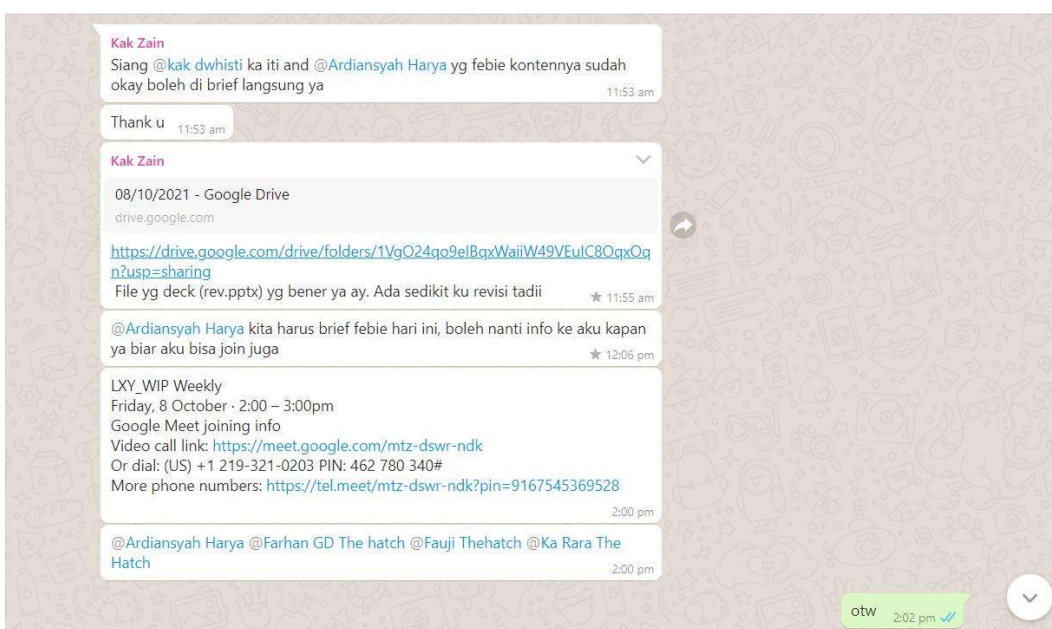 Kak Zain
Siang @kak dwhisti ka iti and @Ardiansyah Harya yg febie kontennya sudah
okay boleh di brief langsung ya
11:53 am
Thank u 11:53 am
Kak Zain
08/10/2021 - Google Drive
drive.google.com
https://drive.google.com/drive/folders/1VgO24qo9elBqxWaiiW49VEuIC8OqxOq
n?usp=sharing
File yg deck (rev.pptx) yg bener ya ay. Ada sedikit ku revisi tadii
11:55 am
@Ardiansyah Harya kita harus brief febie hari ini, boleh nanti info ke aku kapan
ya biar aku bisa join juga
12:06 pm
LXY_WIP Weekly
Friday, 8 October · 2:00 – 3:00pm
Google Meet joining info
Video call link: https://meet.google.com/mtz-dswr-ndk
Or dial: (US) +1 219-321-0203 PIN: 462 780 340#
More phone numbers: https://tel.meet/mtz-dswr-ndk?pin=9167545369528
2:00 pm
@Ardiansyah Harya @Farhan GD The hatch @Fauji Thehatch @Ka Rara The
Hatch
2:00 pm
otw 2:02 pm